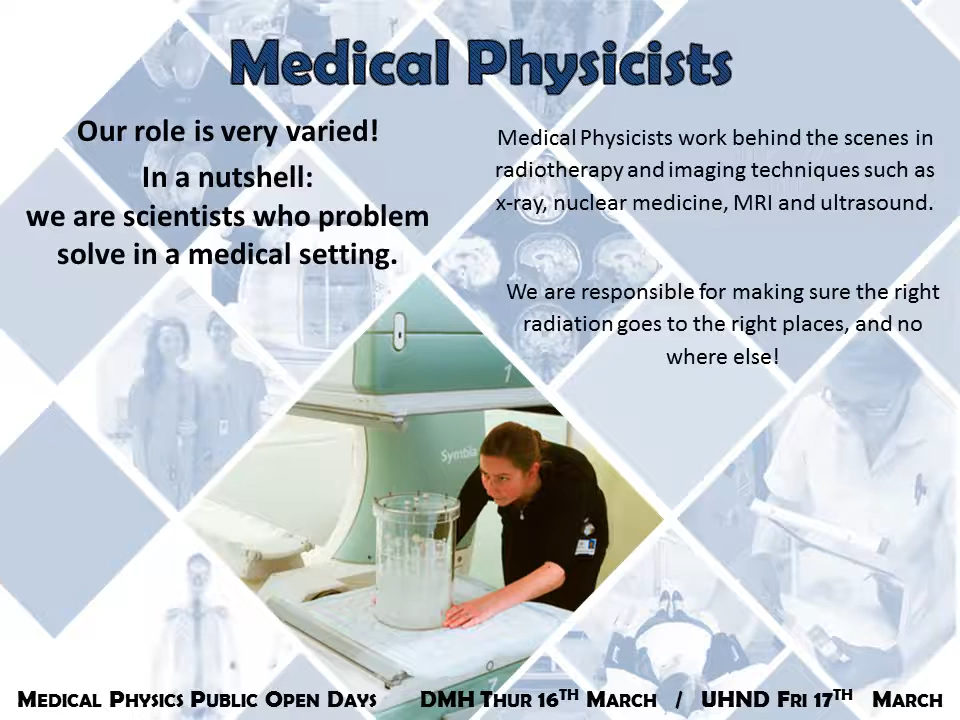 Medical Physicists
Our role is very varied!
In a nutshell:
we are scientists who problem
solve in a medical setting.
Medical Physicists work behind the scenes in
radiotherapy and imaging techniques such as
x-ray, nuclear medicine, MRI and ultrasound.
We are responsible for making sure the right
radiation goes to the right places, and no
where else!
1
Symbia
2
MEDICAL PHYSICS PUBLIC OPEN DAYS DMH THUR 16TH MARCH / UHND FRI 17TH MARCH